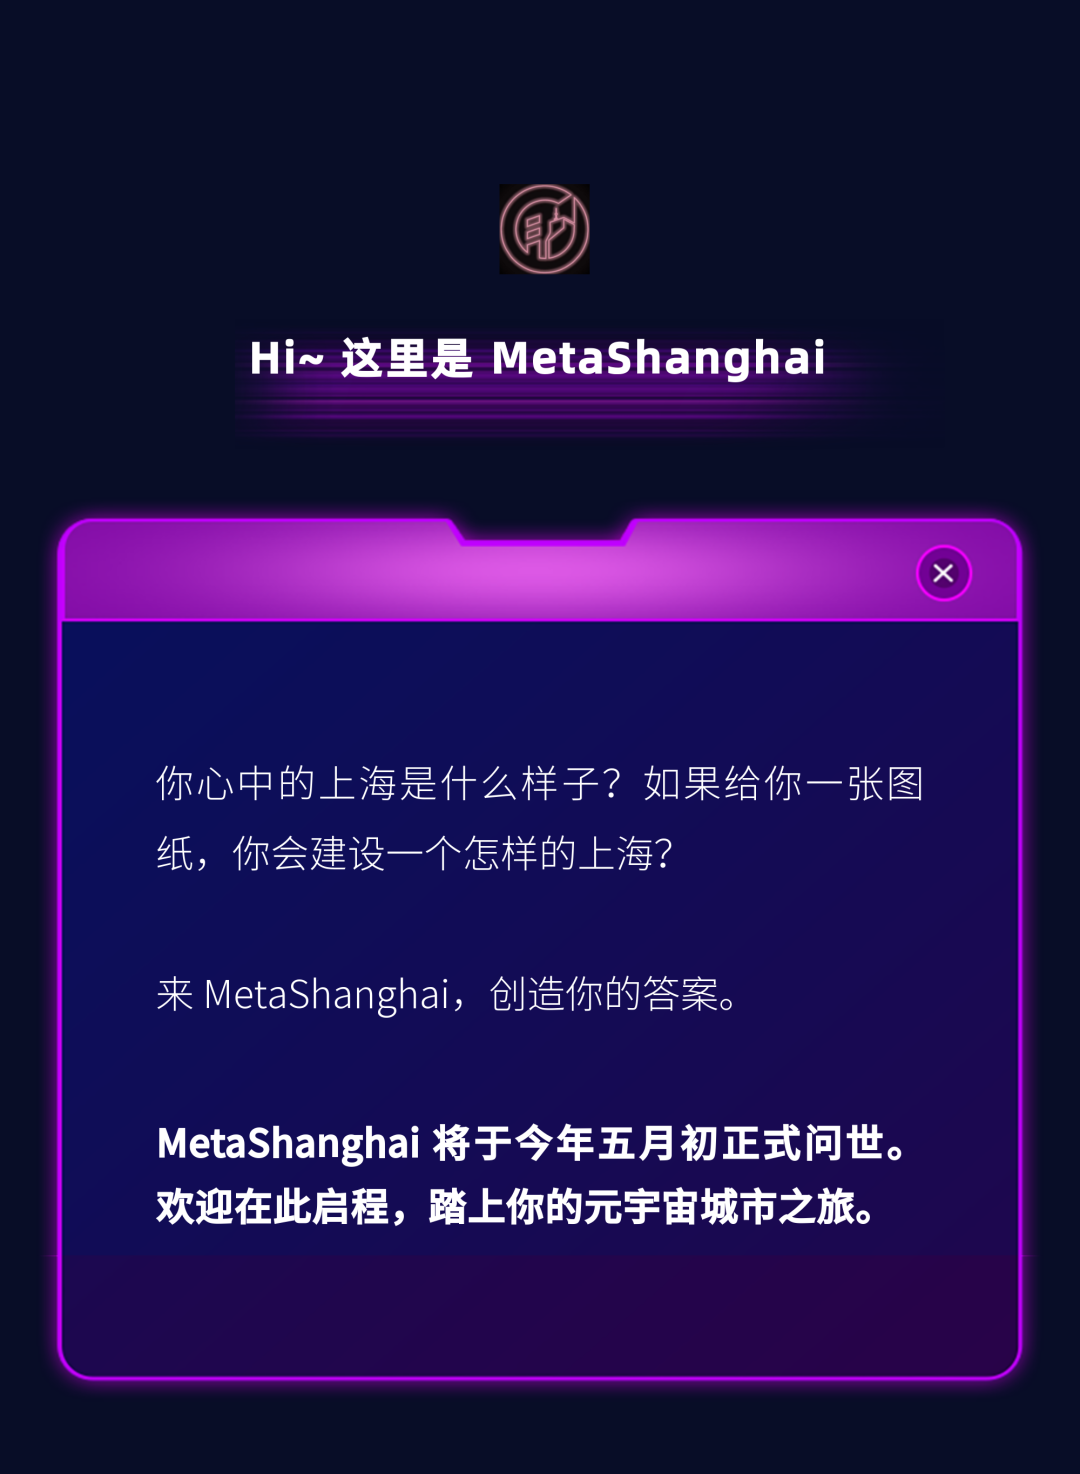 Hi~ 这里是 MetaShanghai
你心中的上海是什么样子？如果给你一张图
纸，你会建设一个怎样的上海？
来 MetaShanghai，创造你的答案。
MetaShanghai 将于今年五月初正式问世。
欢迎在此启程，踏上你的元宇宙城市之旅。